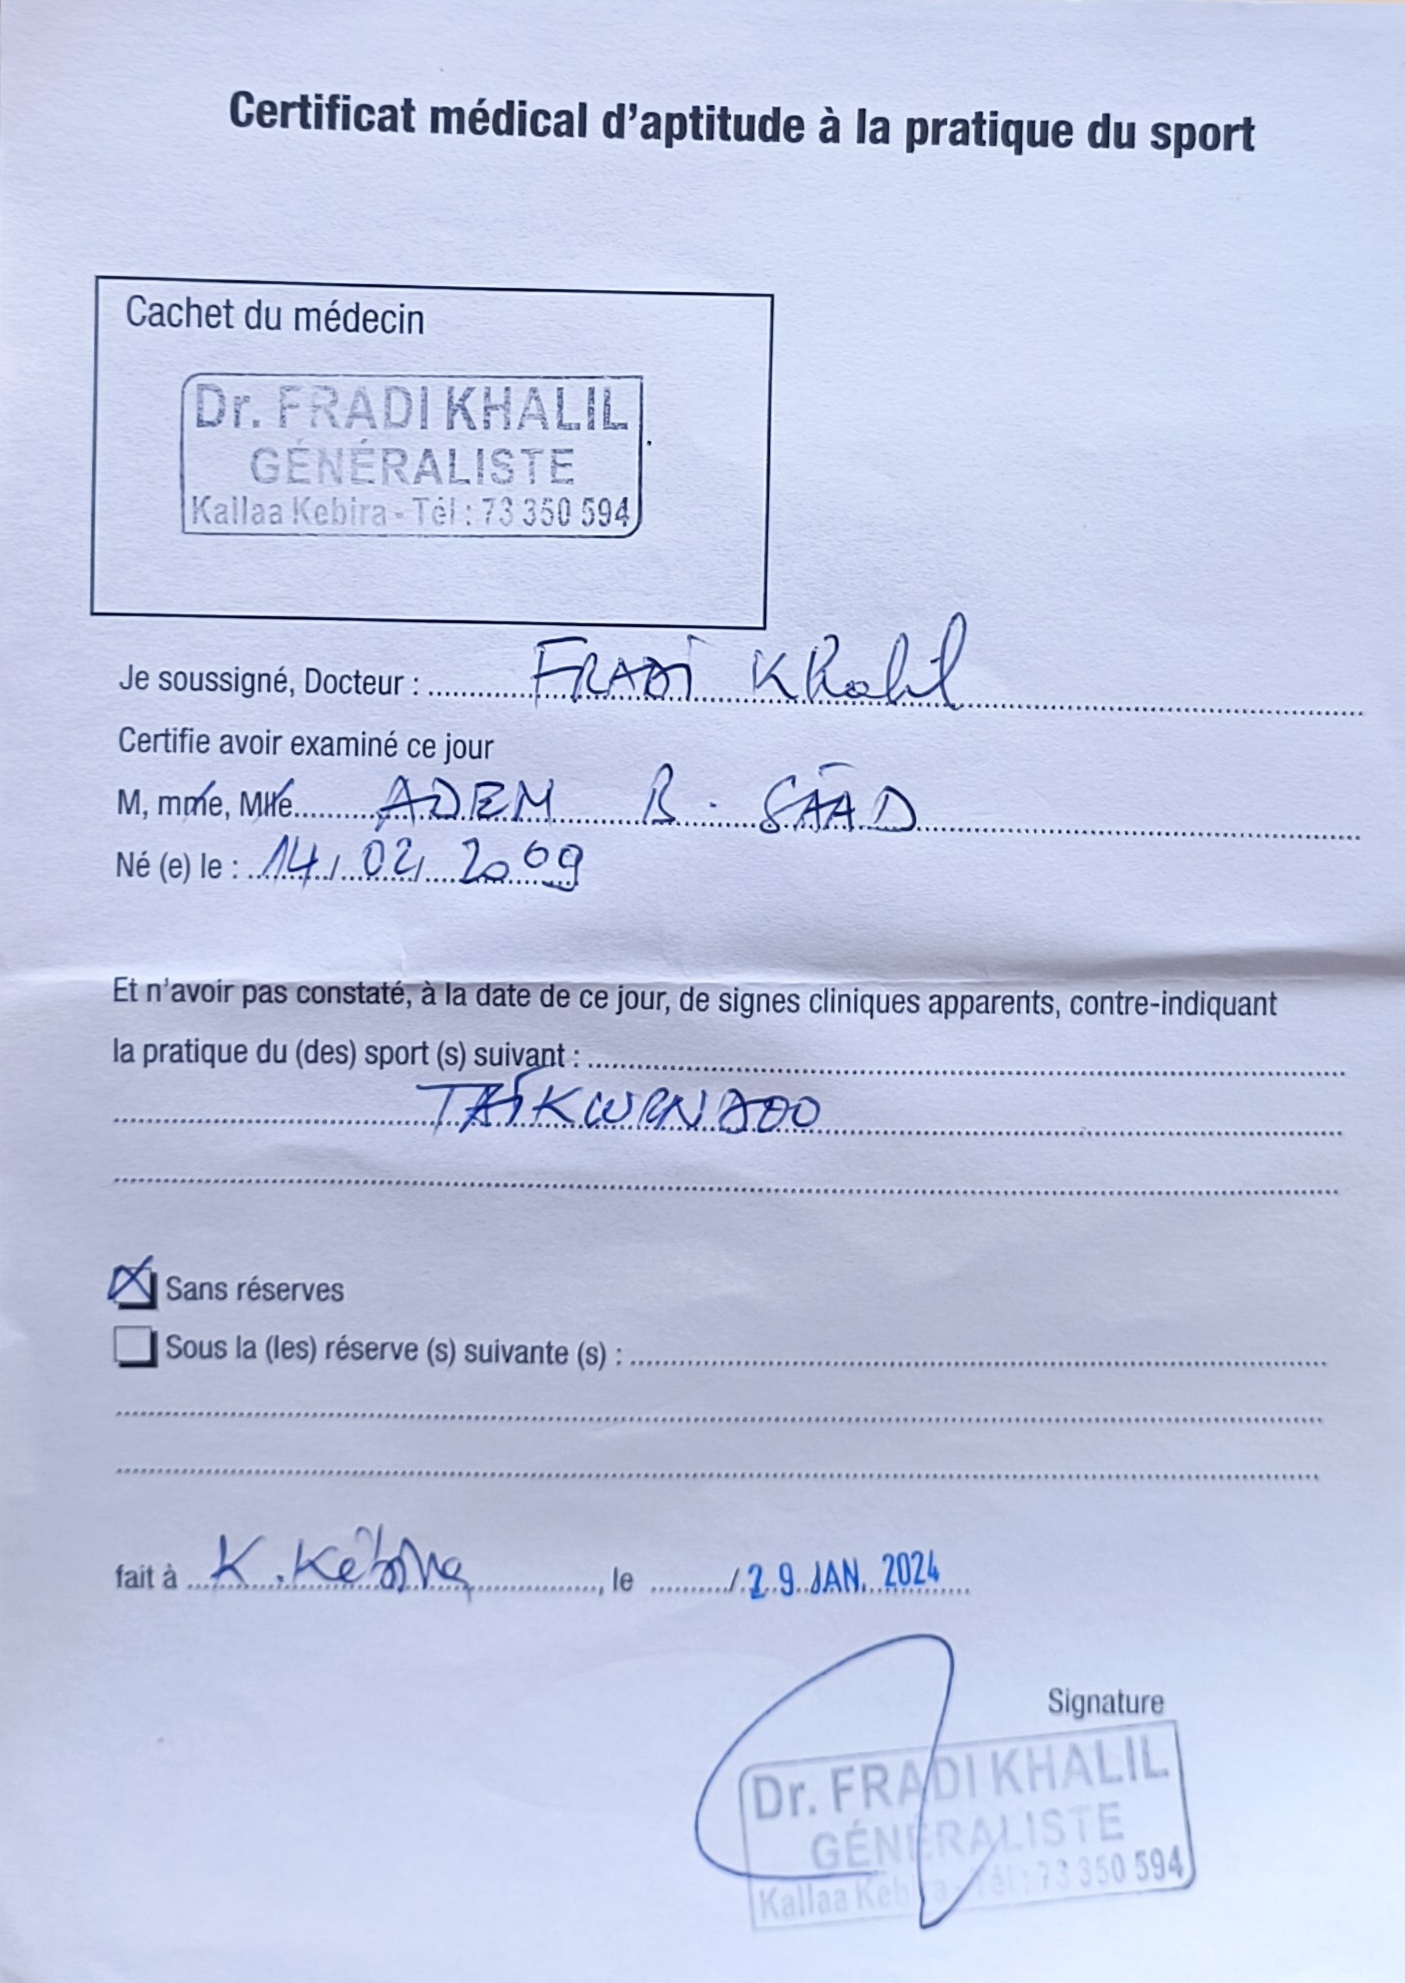 Certificat médical d'aptitude à la pratique du sport
Cachet du médecin
Dr. FRADI KHALIL
GÉNÉRALISTE
Kallaa Kebira - Tél : 73 350 594
Je soussigné, Docteur : FRADI Khalil
Certifie avoir examiné ce jour
M, mme, Mlle ADEM B. SAAD
Né (e) le : 14/02/2009
Et n'avoir pas constaté, à la date de ce jour, de signes cliniques apparents, contre-indiquant
la pratique du (des) sport (s) suivant :
TAIKWENDOO
Sans réserves
Sous la (les) réserve (s) suivante (s) :
fait à K. Kébira, le / 29 JAN. 2024
Signature
Dr. FRADI KHALIL
GÉNÉRALISTE
Kallaa Kebira - Tél : 73 350 594